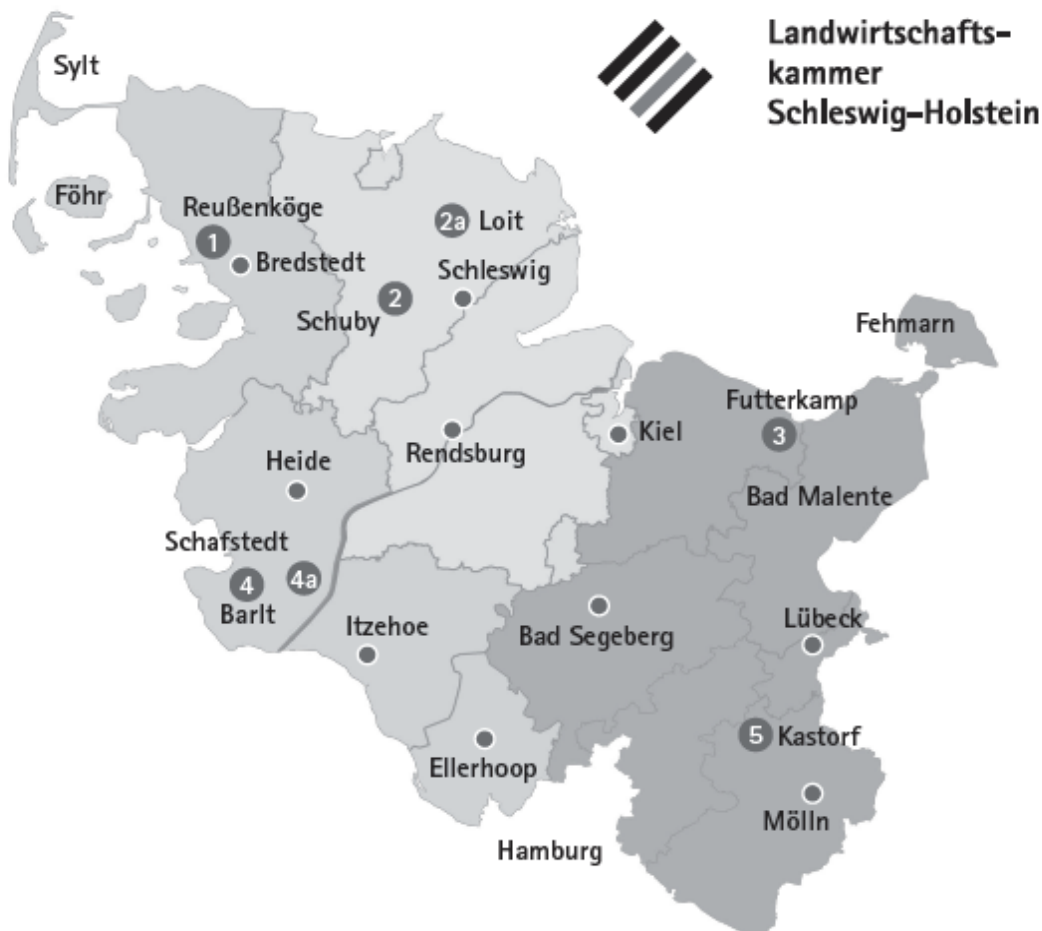 Landwirtschafts-
kammer
Schleswig-Holstein
Sylt
Föhr
Reußenköge
1
Bredstedt
2a Loit
Schleswig
2
Schuby
Fehmarn
Futterkamp
3
Kiel
Rendsburg
Heide
Bad Malente
Schafstedt
4
4a
Barlt
Itzehoe
Bad Segeberg
Lübeck
5 Kastorf
Ellerhoop
Mölln
Hamburg